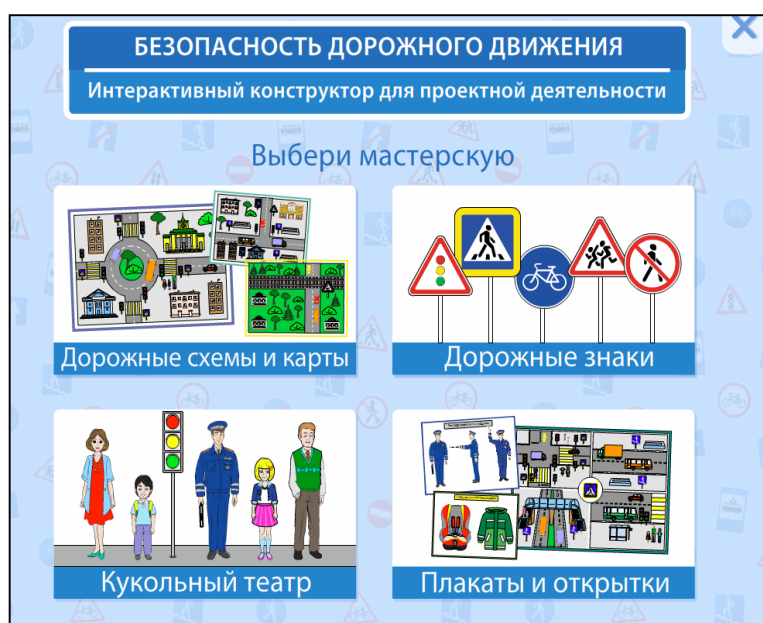 БЕЗОПАСНОСТЬ ДОРОЖНОГО ДВИЖЕНИЯ
Интерактивный конструктор для проектной деятельности
Выбери мастерскую
Дорожные схемы и карты
Дорожные знаки
Кукольный театр
Плакаты и открытки